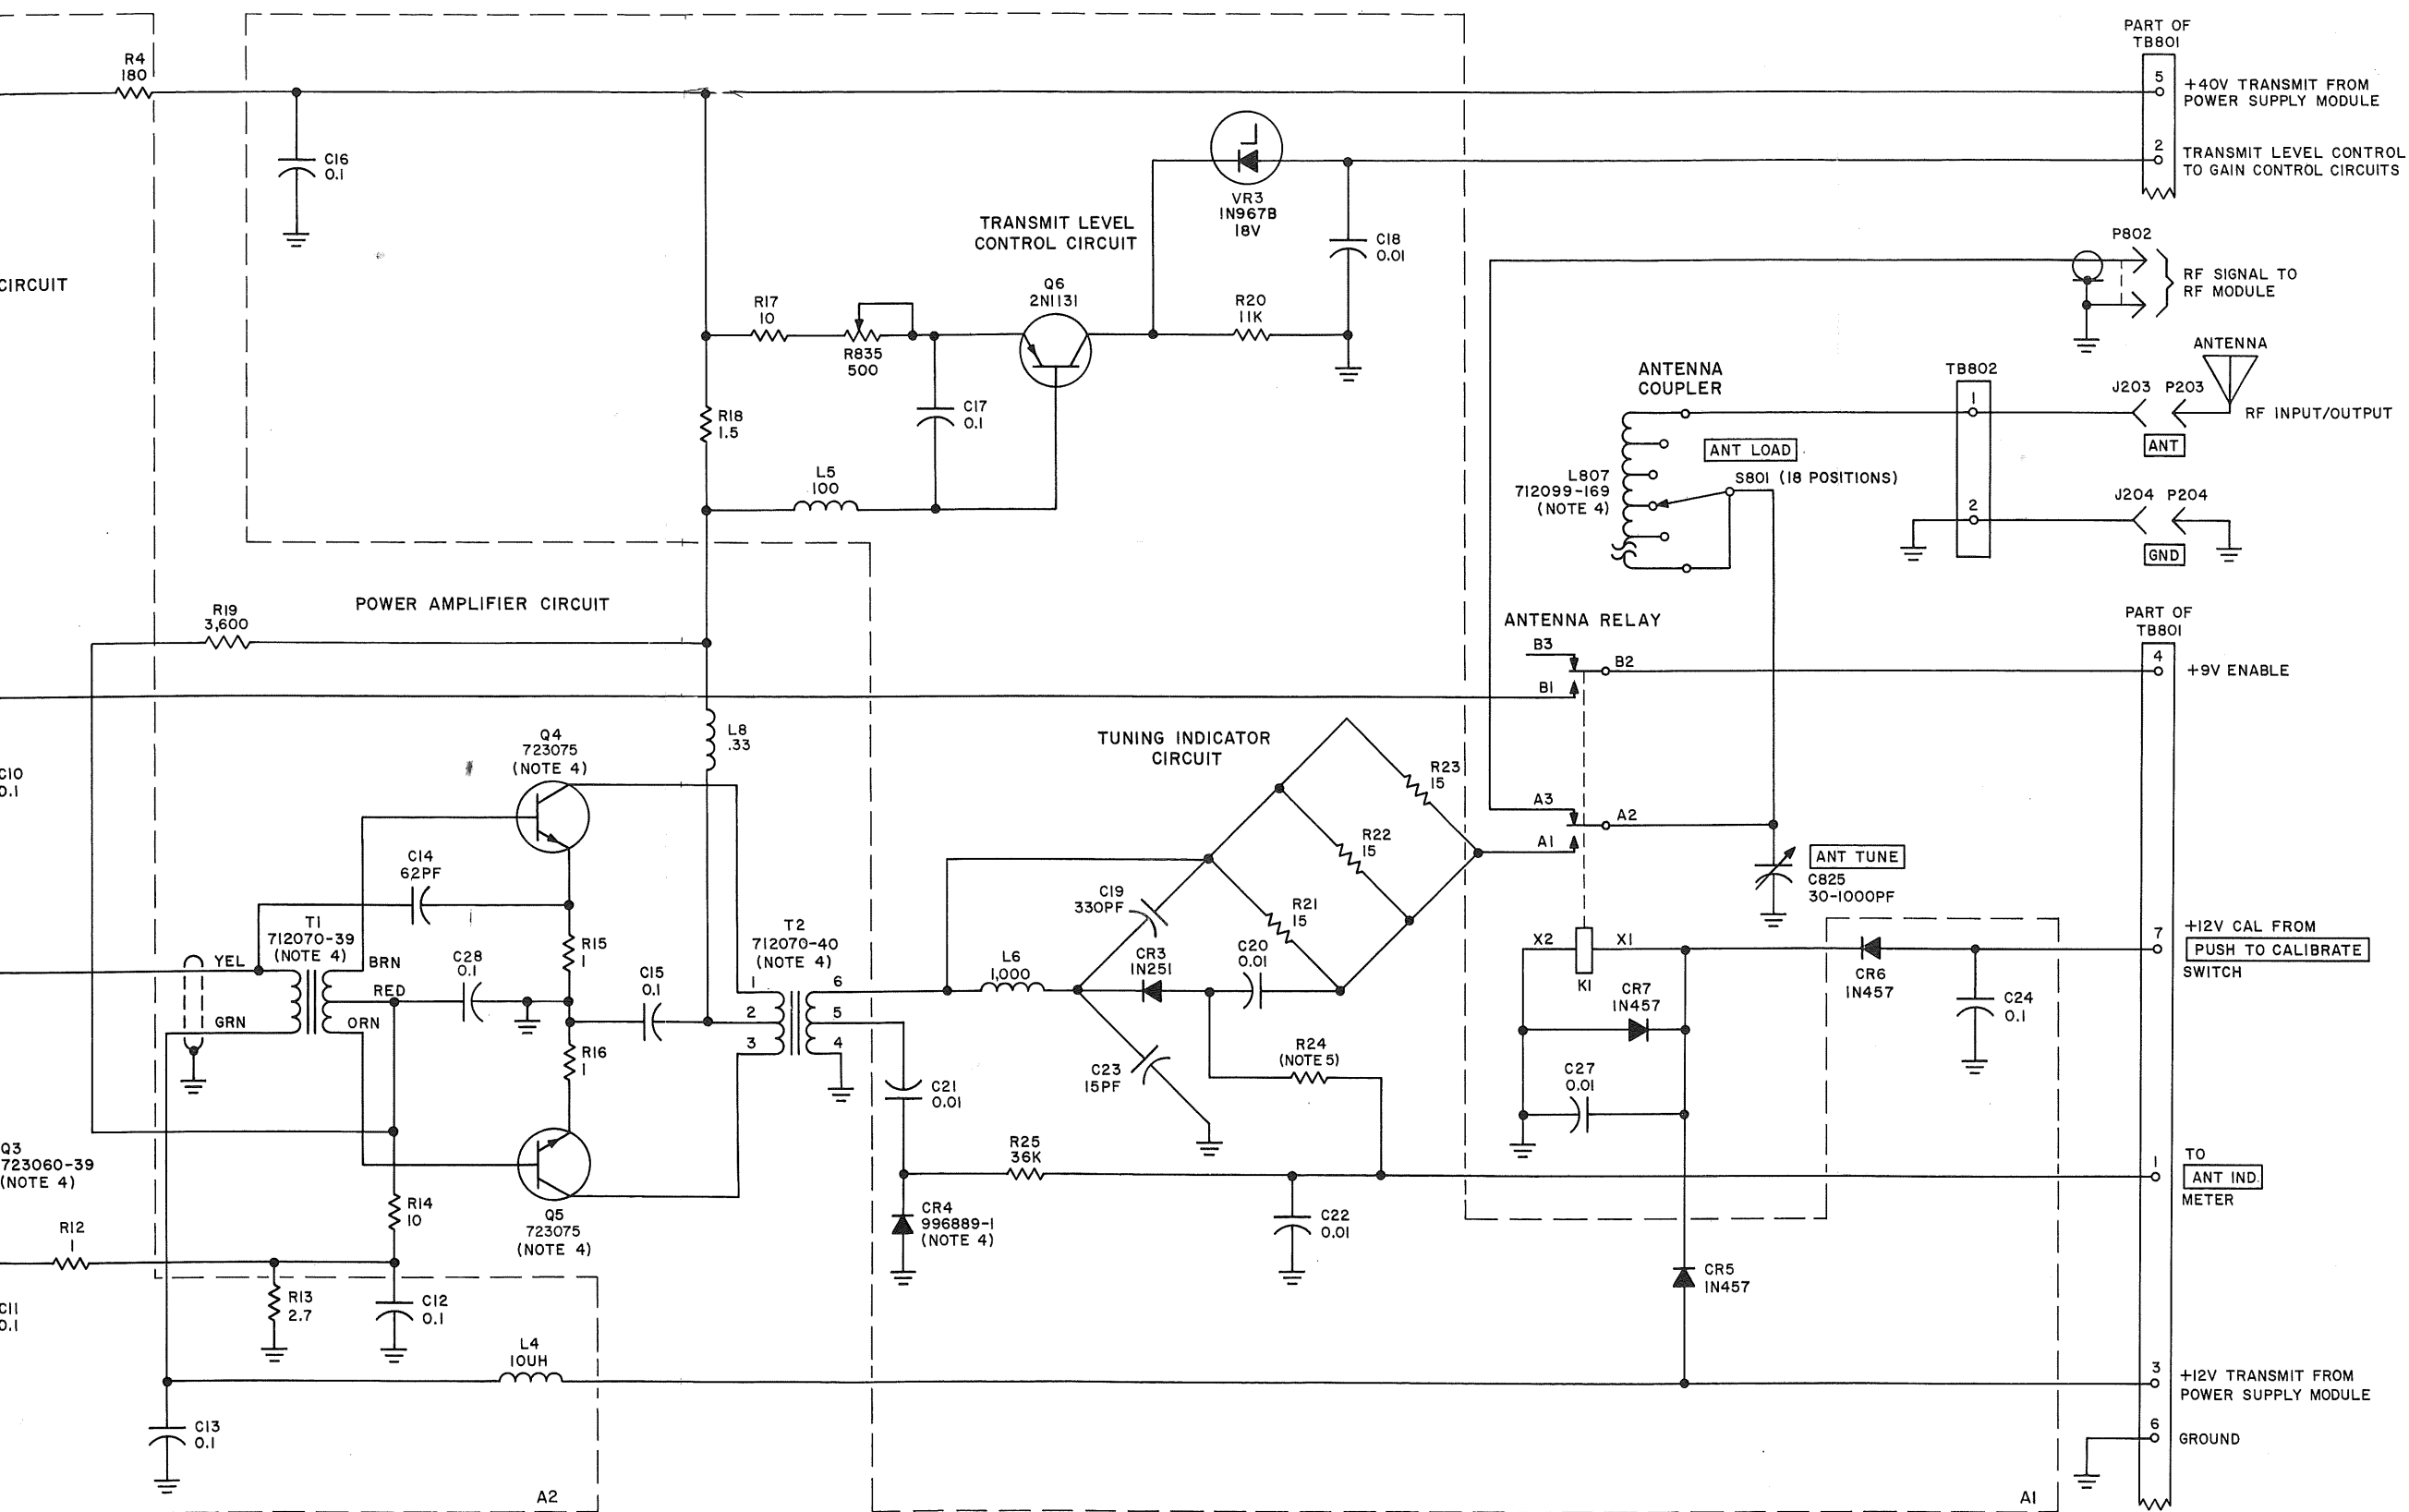 PART OF
TB801
R4
180
5
+40V TRANSMIT FROM
POWER SUPPLY MODULE
2
TRANSMIT LEVEL CONTROL
TO GAIN CONTROL CIRCUITS
C16
0.1
VR3
1N967B
18V
TRANSMIT LEVEL
CONTROL CIRCUIT
C18
0.01
P802
RF SIGNAL TO
RF MODULE
CIRCUIT
R17
10
R835
500
Q6
2N1131
R20
11K
ANTENNA
ANTENNA
COUPLER
TB802
J203 P203
1
RF INPUT/OUTPUT
ANT
R18
1.5
C17
0.1
ANT LOAD
L807
712099-169
(NOTE 4)
S801 (18 POSITIONS)
L5
100
2
J204 P204
GND
POWER AMPLIFIER CIRCUIT
R19
3,600
ANTENNA RELAY
PART OF
TB801
B3
B2
B1
4
+9V ENABLE
L8
.33
Q4
723075
(NOTE 4)
TUNING INDICATOR
CIRCUIT
R23
15
C10
0.1
A3
A2
A1
R22
15
C14
62PF
ANT TUNE
C825
30-1000PF
C19
330PF
R21
15
T1
712070-39
(NOTE 4)
YEL
BRN
RED
GRN
ORN
C28
0.1
R15
1
C15
0.1
T2
712070-40
(NOTE 4)
1
2
3
6
5
4
L6
1,000
CR3
1N251
C20
0.01
X2
X1
K1
CR7
1N457
CR6
1N457
7
+12V CAL FROM
PUSH TO CALIBRATE
SWITCH
C24
0.1
R16
1
C21
0.01
C23
15PF
R24
(NOTE 5)
C27
0.01
Q3
723060-39
(NOTE 4)
R25
36K
1
TO
ANT IND.
METER
R14
10
Q5
723075
(NOTE 4)
CR4
996889-1
(NOTE 4)
C22
0.01
R12
1
CR5
1N457
C11
0.1
R13
2.7
C12
0.1
L4
10UH
3
+12V TRANSMIT FROM
POWER SUPPLY MODULE
C13
0.1
6
GROUND
A2
A1